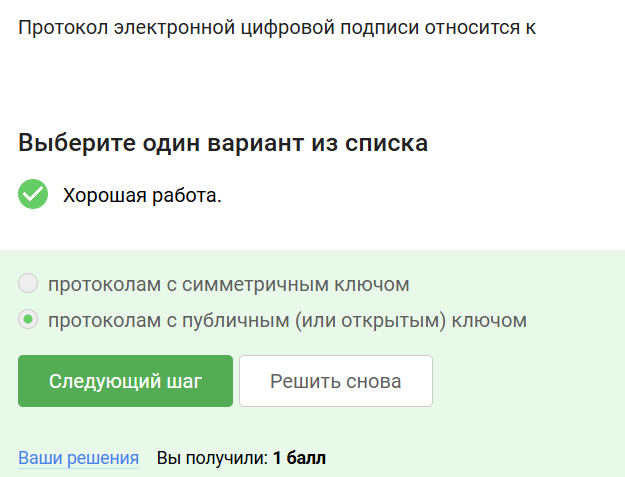 Протокол электронной цифровой подписи относится к
Выберите один вариант из списка
Хорошая работа.
протоколам с симметричным ключом
протоколам с публичным (или открытым) ключом
Следующий шаг Решить снова
Ваши решения Вы получили: 1 балл